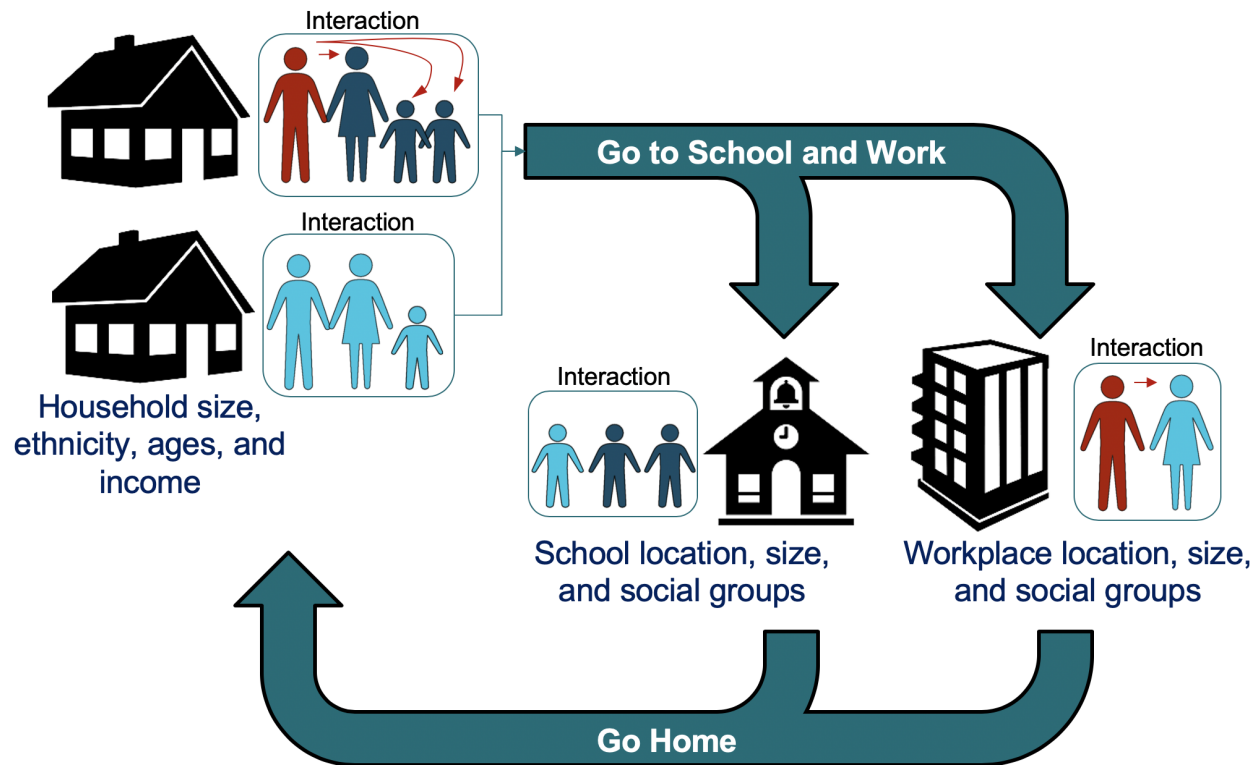 Interaction
Go to School and Work
Interaction
Household size,
ethnicity, ages, and
income
Interaction
Interaction
School location, size,
and social groups
Workplace location, size,
and social groups
Go Home